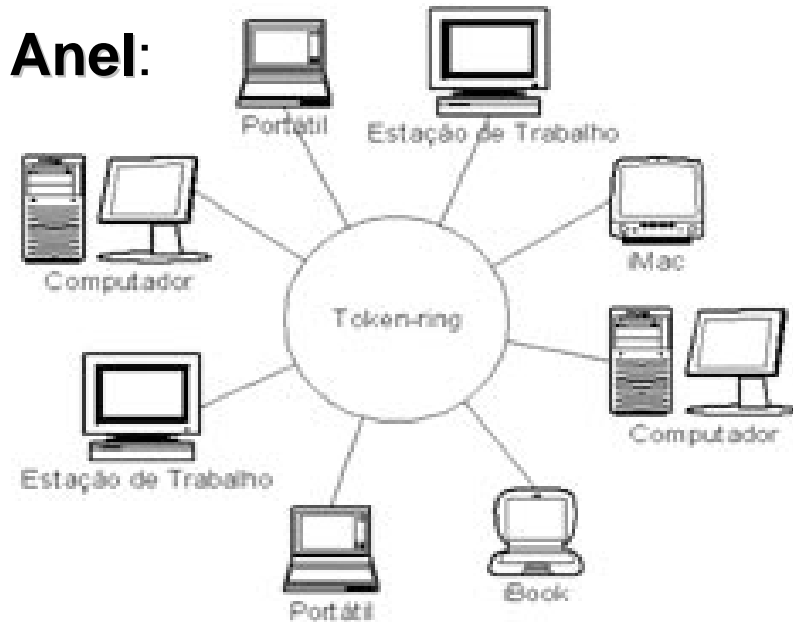 Anel:
Portátil
Estação de Trabalho
iMac
Computador
Token-ring
Computador
Estação de Trabalho
iBook
Portátil